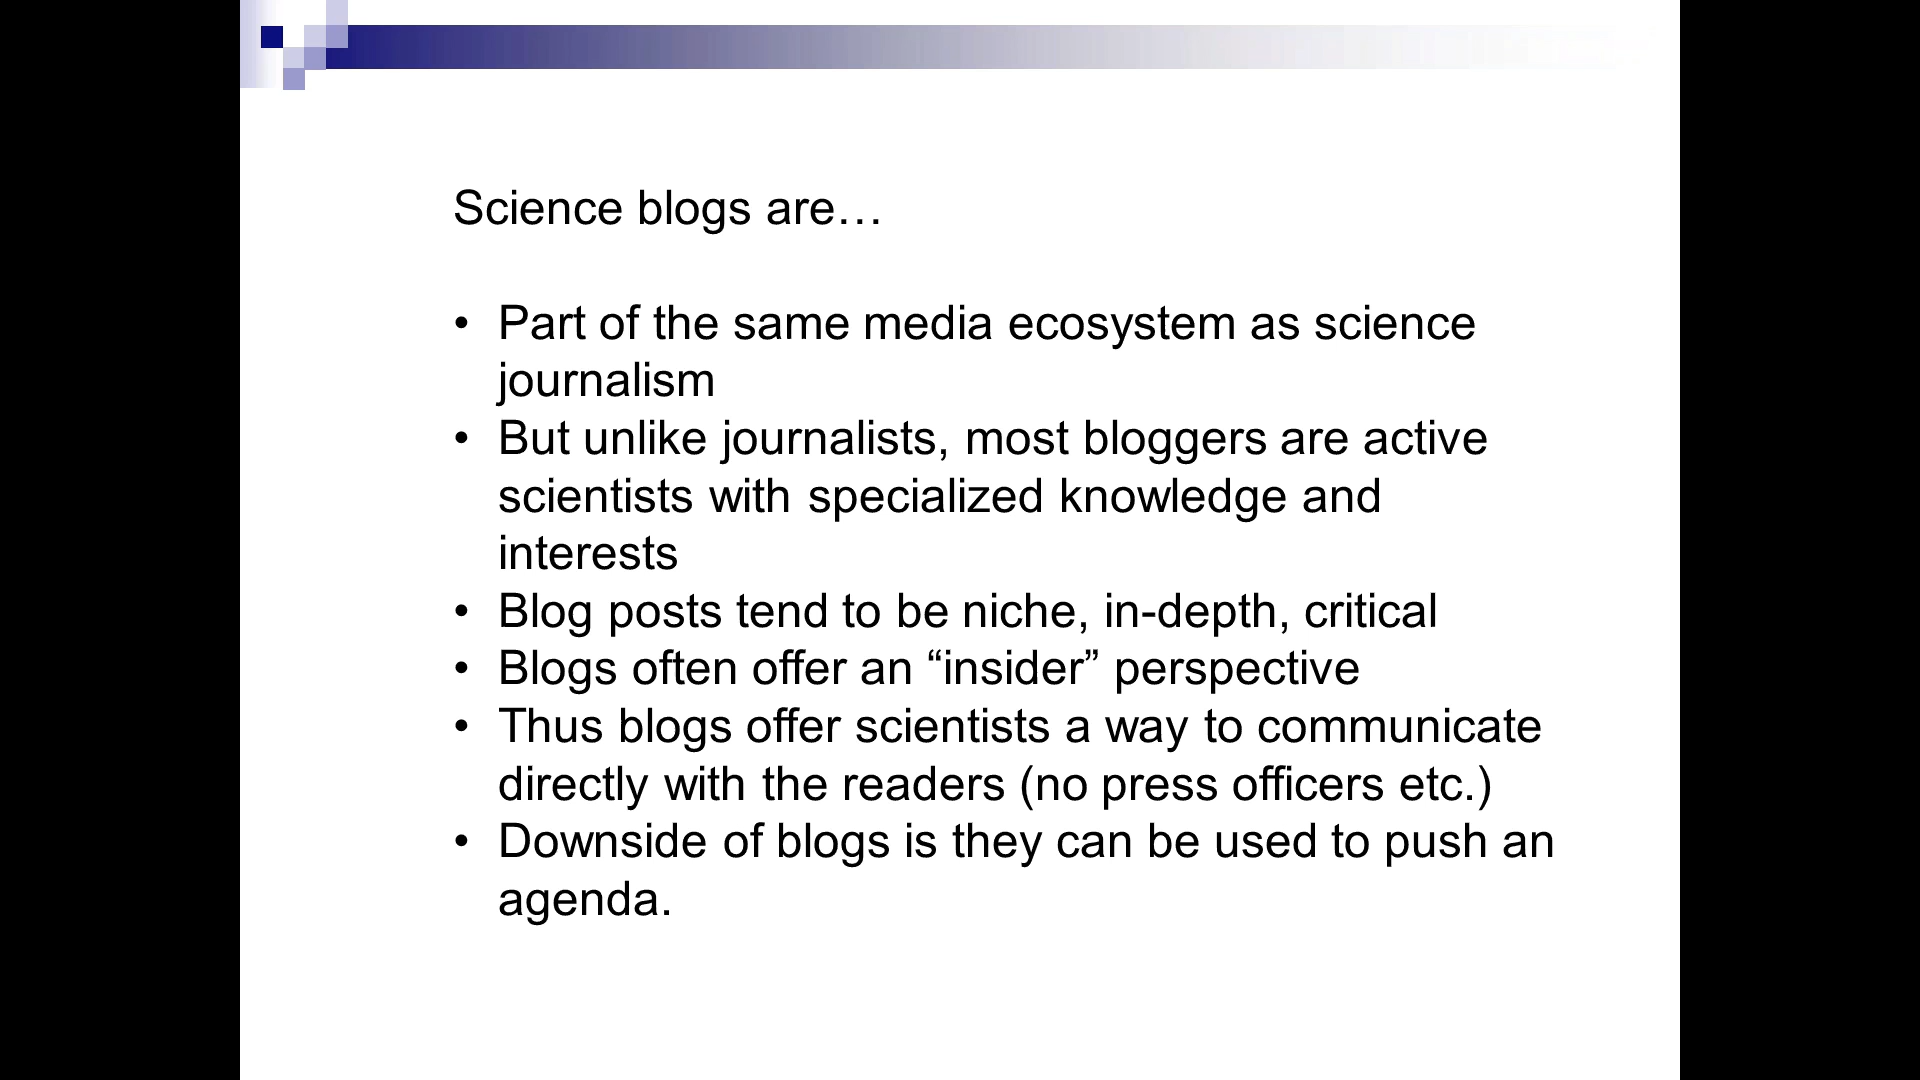 Science blogs are…
• Part of the same media ecosystem as science
journalism
• But unlike journalists, most bloggers are active
scientists with specialized knowledge and
interests
• Blog posts tend to be niche, in-depth, critical
• Blogs often offer an “insider” perspective
• Thus blogs offer scientists a way to communicate
directly with the readers (no press officers etc.)
• Downside of blogs is they can be used to push an
agenda.